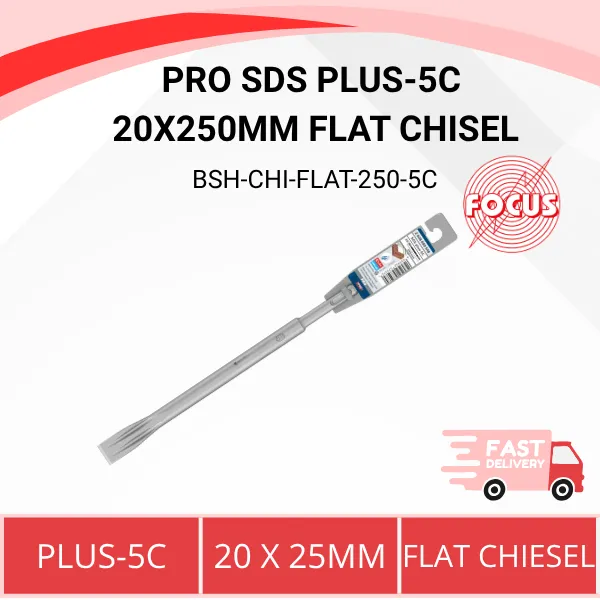 PRO SDS PLUS-5C
20X250MM FLAT CHISEL
BSH-CHI-FLAT-250-5C
FOCUS
FAST
DELIVERY
PLUS-5C
20 X 25MM
FLAT CHIESEL